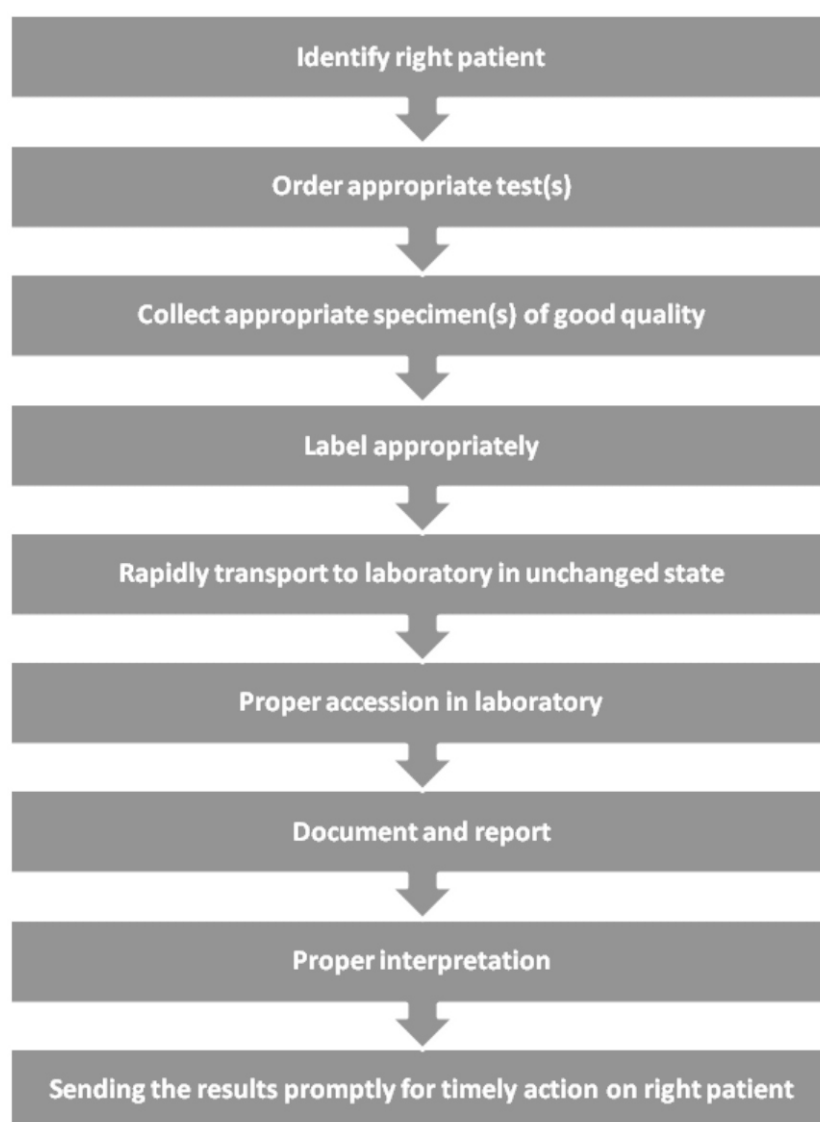 Identify right patient
Order appropriate test(s)
Collect appropriate specimen(s) of good quality
Label appropriately
Rapidly transport to laboratory in unchanged state
Proper accession in laboratory
Document and report
Proper interpretation
Sending the results promptly for timely action on right patient